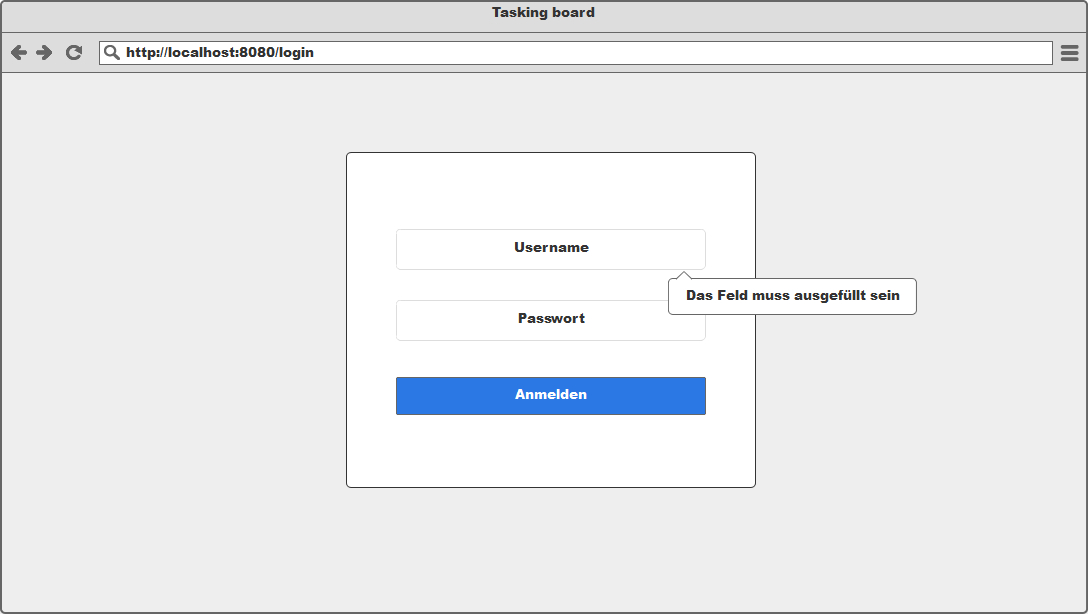 Tasking board
http://localhost:8080/login
Username
Das Feld muss ausgefüllt sein
Passwort
Anmelden